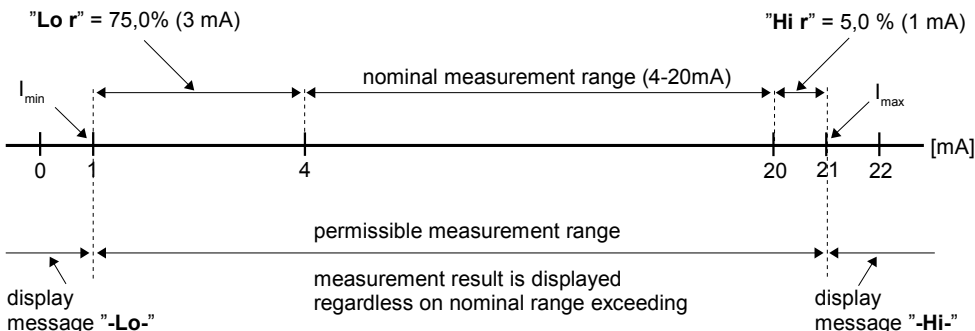 "Lo r" = 75,0% (3 mA)
"Hi r" = 5,0 % (1 mA)
nominal measurement range (4-20mA)
Imin
Imax
[mA]
0 1 4 20 21 22
permissible measurement range
measurement result is displayed
regardless on nominal range exceeding
display
message "-Lo-"
display
message "-Hi-"